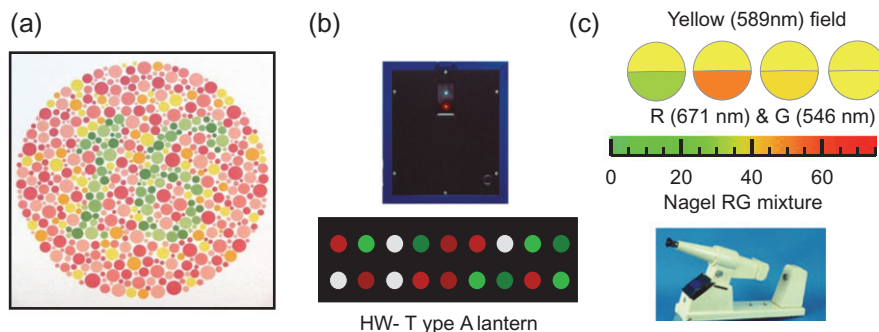 (a)
(b)
HW- T ype A lantern
(c)
Yellow (589nm) field
R (671 nm) & G (546 nm)
0 20 40 60
Nagel RG mixture